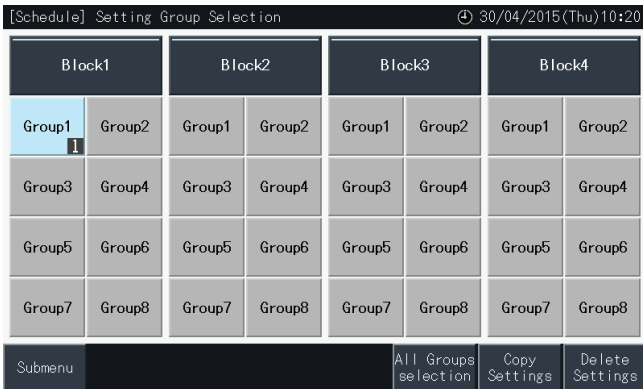 [Schedule] Setting Group Selection 30/04/2015(Thu)10:20
Block1 Block2 Block3 Block4
Group1 Group2 Group1 Group2 Group1 Group2 Group1 Group2
1
Group3 Group4 Group3 Group4 Group3 Group4 Group3 Group4
Group5 Group6 Group5 Group6 Group5 Group6 Group5 Group6
Group7 Group8 Group7 Group8 Group7 Group8 Group7 Group8
Submenu
All Groups selection
Copy Settings
Delete Settings